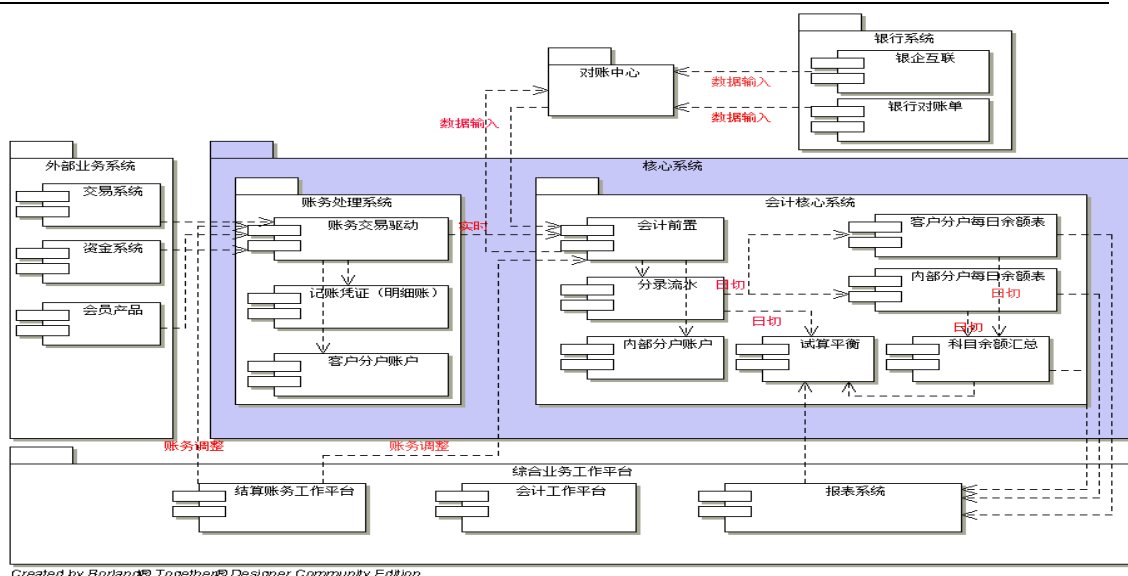 银行系统
银企互联
对账中心
数据输入
银行对账单
数据输入
数据输入
外部业务系统
核心系统
交易系统
账务处理系统
会计核心系统
账务交易驱动
实时
会计前置
客户分户每日余额表
资金系统
记账凭证（明细账）
分录流水
日切
内部分户每日余额表
日切
会员产品
日切
日切
客户分户账户
内部分户账户
试算平衡
科目余额汇总
账务调整
账务调整
综合业务工作平台
结算账务工作平台
会计工作平台
报表系统
Created by Borland® Together® Designer Community Edition